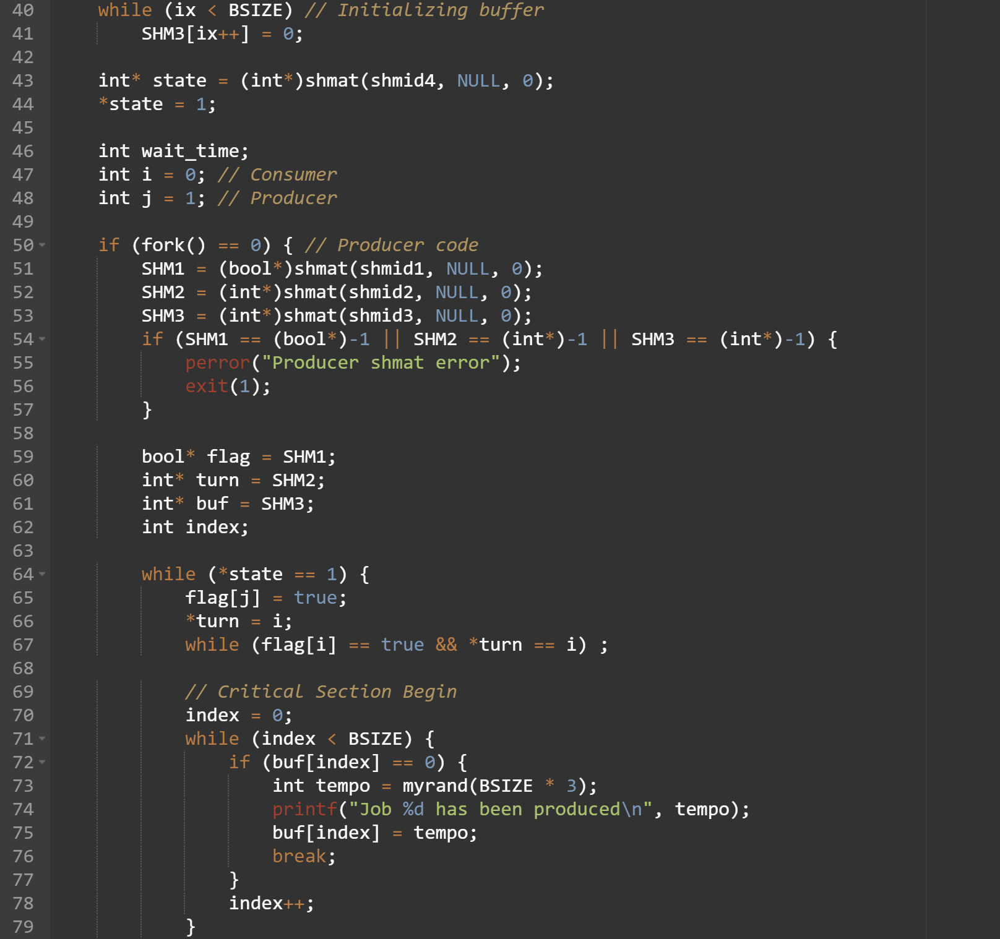 40 while (ix < BSIZE) // Initializing buffer
41 SHM3[ix++] = 0;
42
43 int* state = (int*)shmat(shmid4, NULL, 0);
44 *state = 1;
45
46 int wait_time;
47 int i = 0; // Consumer
48 int j = 1; // Producer
49
50 if (fork() == 0) { // Producer code
51 SHM1 = (bool*)shmat(shmid1, NULL, 0);
52 SHM2 = (int*)shmat(shmid2, NULL, 0);
53 SHM3 = (int*)shmat(shmid3, NULL, 0);
54 if (SHM1 == (bool*)-1 || SHM2 == (int*)-1 || SHM3 == (int*)-1) {
55 perror("Producer shmat error");
56 exit(1);
57 }
58
59 bool* flag = SHM1;
60 int* turn = SHM2;
61 int* buf = SHM3;
62 int index;
63
64 while (*state == 1) {
65 flag[j] = true;
66 *turn = i;
67 while (flag[i] == true && *turn == i) ;
68
69 // Critical Section Begin
70 index = 0;
71 while (index < BSIZE) {
72 if (buf[index] == 0) {
73 int tempo = myrand(BSIZE * 3);
74 printf("Job %d has been produced\n", tempo);
75 buf[index] = tempo;
76 break;
77 }
78 index++;
79 }